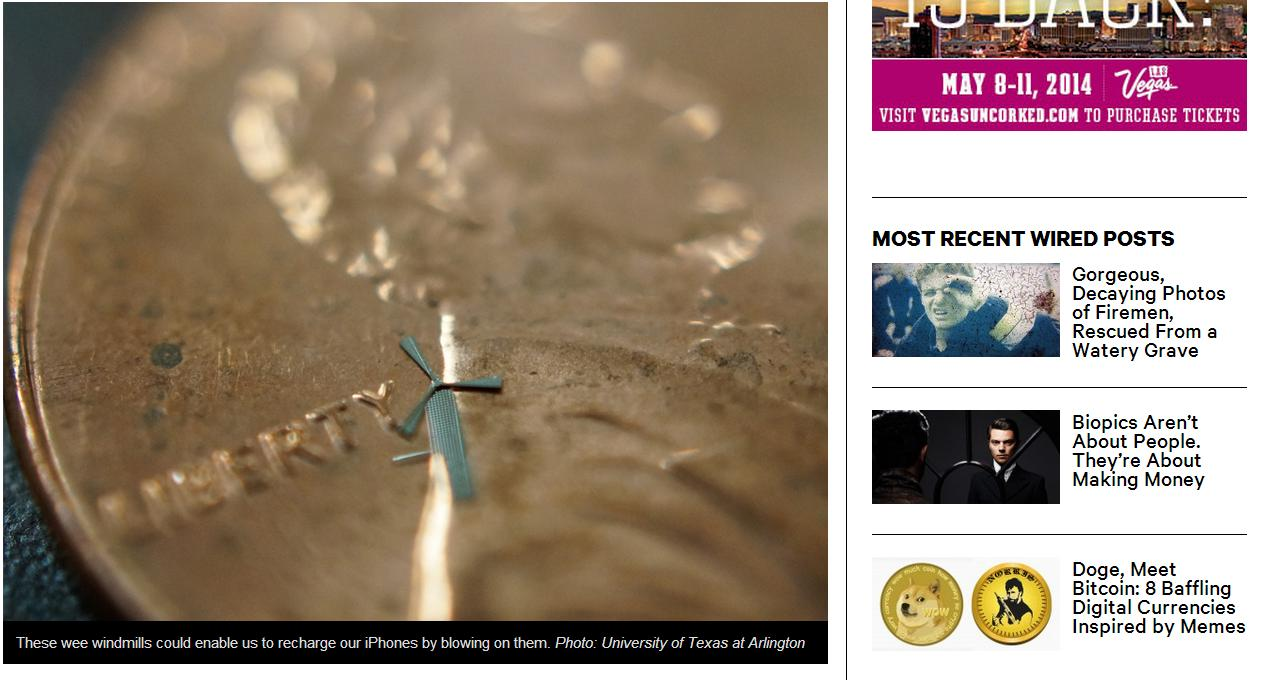 LIBERTY
These wee windmills could enable us to recharge our iPhones by blowing on them. Photo: University of Texas at Arlington
MAY 8-11, 2014
LAS
Vegas
VISIT VEGASUNCORKED.COM TO PURCHASE TICKETS
MOST RECENT WIRED POSTS
Gorgeous,
Decaying Photos
of Firemen,
Rescued From a
Watery Grave
Biopics Aren't
About People.
They're About
Making Money
wow
NORRIS
Doge, Meet
Bitcoin: 8 Baffling
Digital Currencies
Inspired by Memes